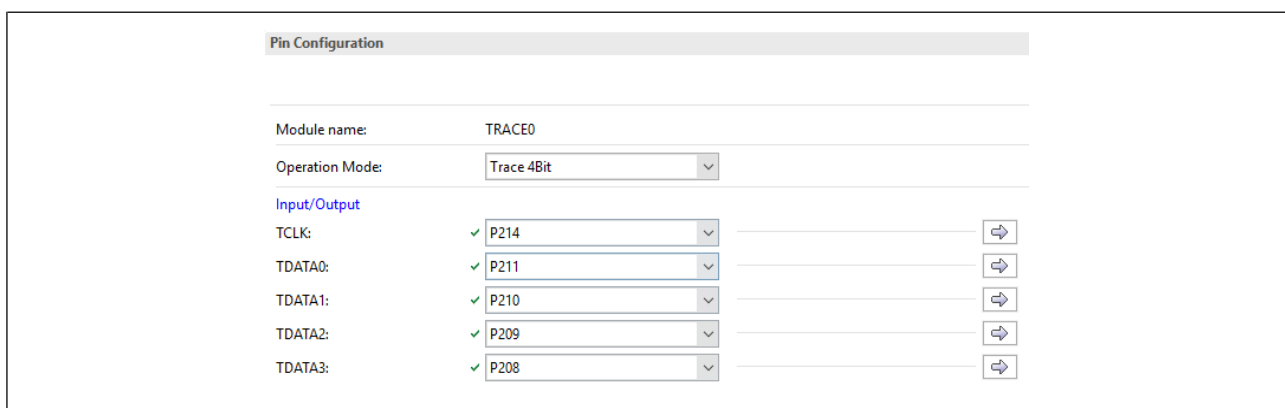 Pin Configuration
Module name: TRACE0
Operation Mode: Trace 4Bit
Input/Output
TCLK: P214
TDATA0: P211
TDATA1: P210
TDATA2: P209
TDATA3: P208